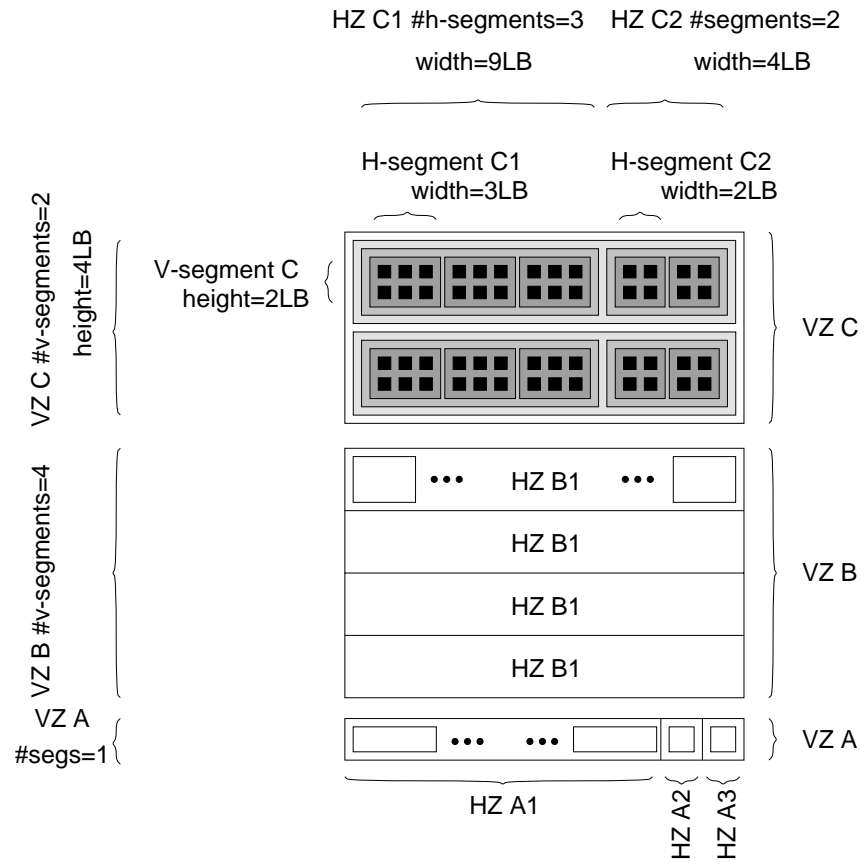 HZ C1 #h-segments=3
HZ C2 #segments=2
width=9LB
width=4LB
H-segment C1
width=3LB
H-segment C2
width=2LB
VZ C #v-segments=2
height=4LB
V-segment C
height=2LB
VZ C
VZ B #v-segments=4
HZ B1
HZ B1
HZ B1
HZ B1
VZ B
VZ A
#segs=1
VZ A
HZ A1
HZ A2
HZ A3